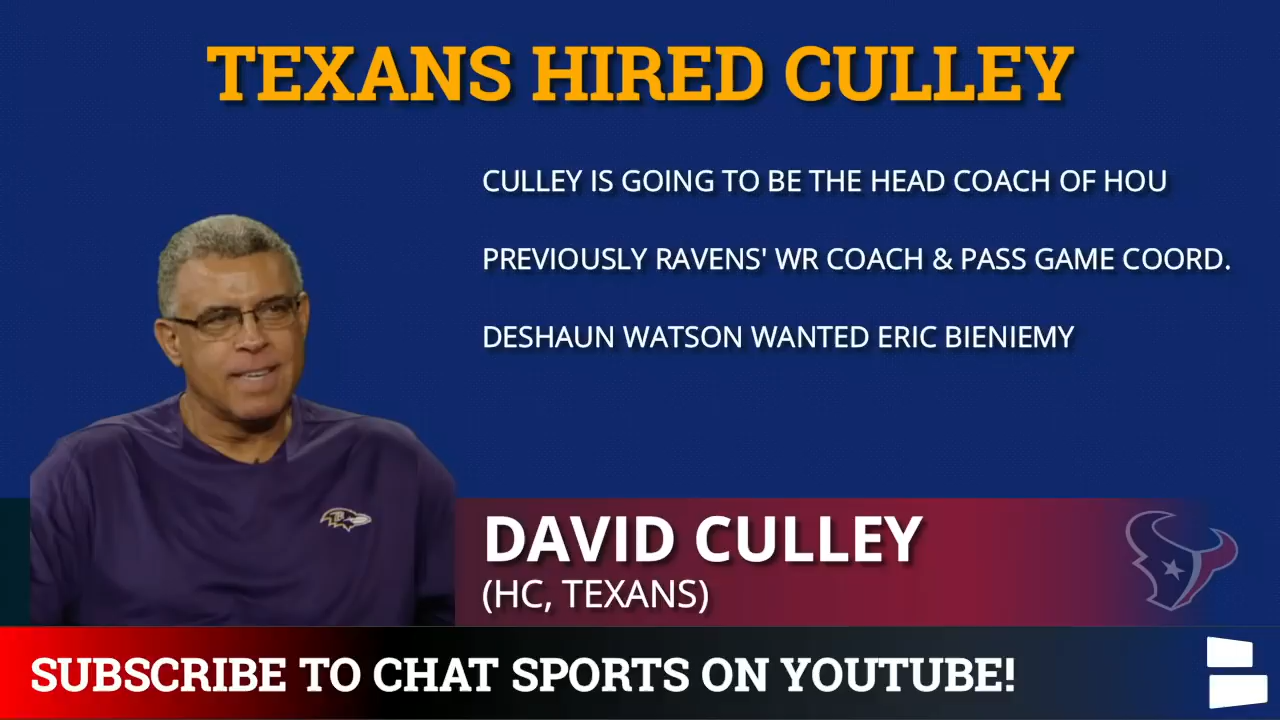 TEXANS HIRED CULLEY
CULLEY IS GOING TO BE THE HEAD COACH OF HOU
PREVIOUSLY RAVENS' WR COACH & PASS GAME COORD.
DESHAUN WATSON WANTED ERIC BIENIEMY
DAVID CULLEY
(HC, TEXANS)
SUBSCRIBE TO CHAT SPORTS ON YOUTUBE!